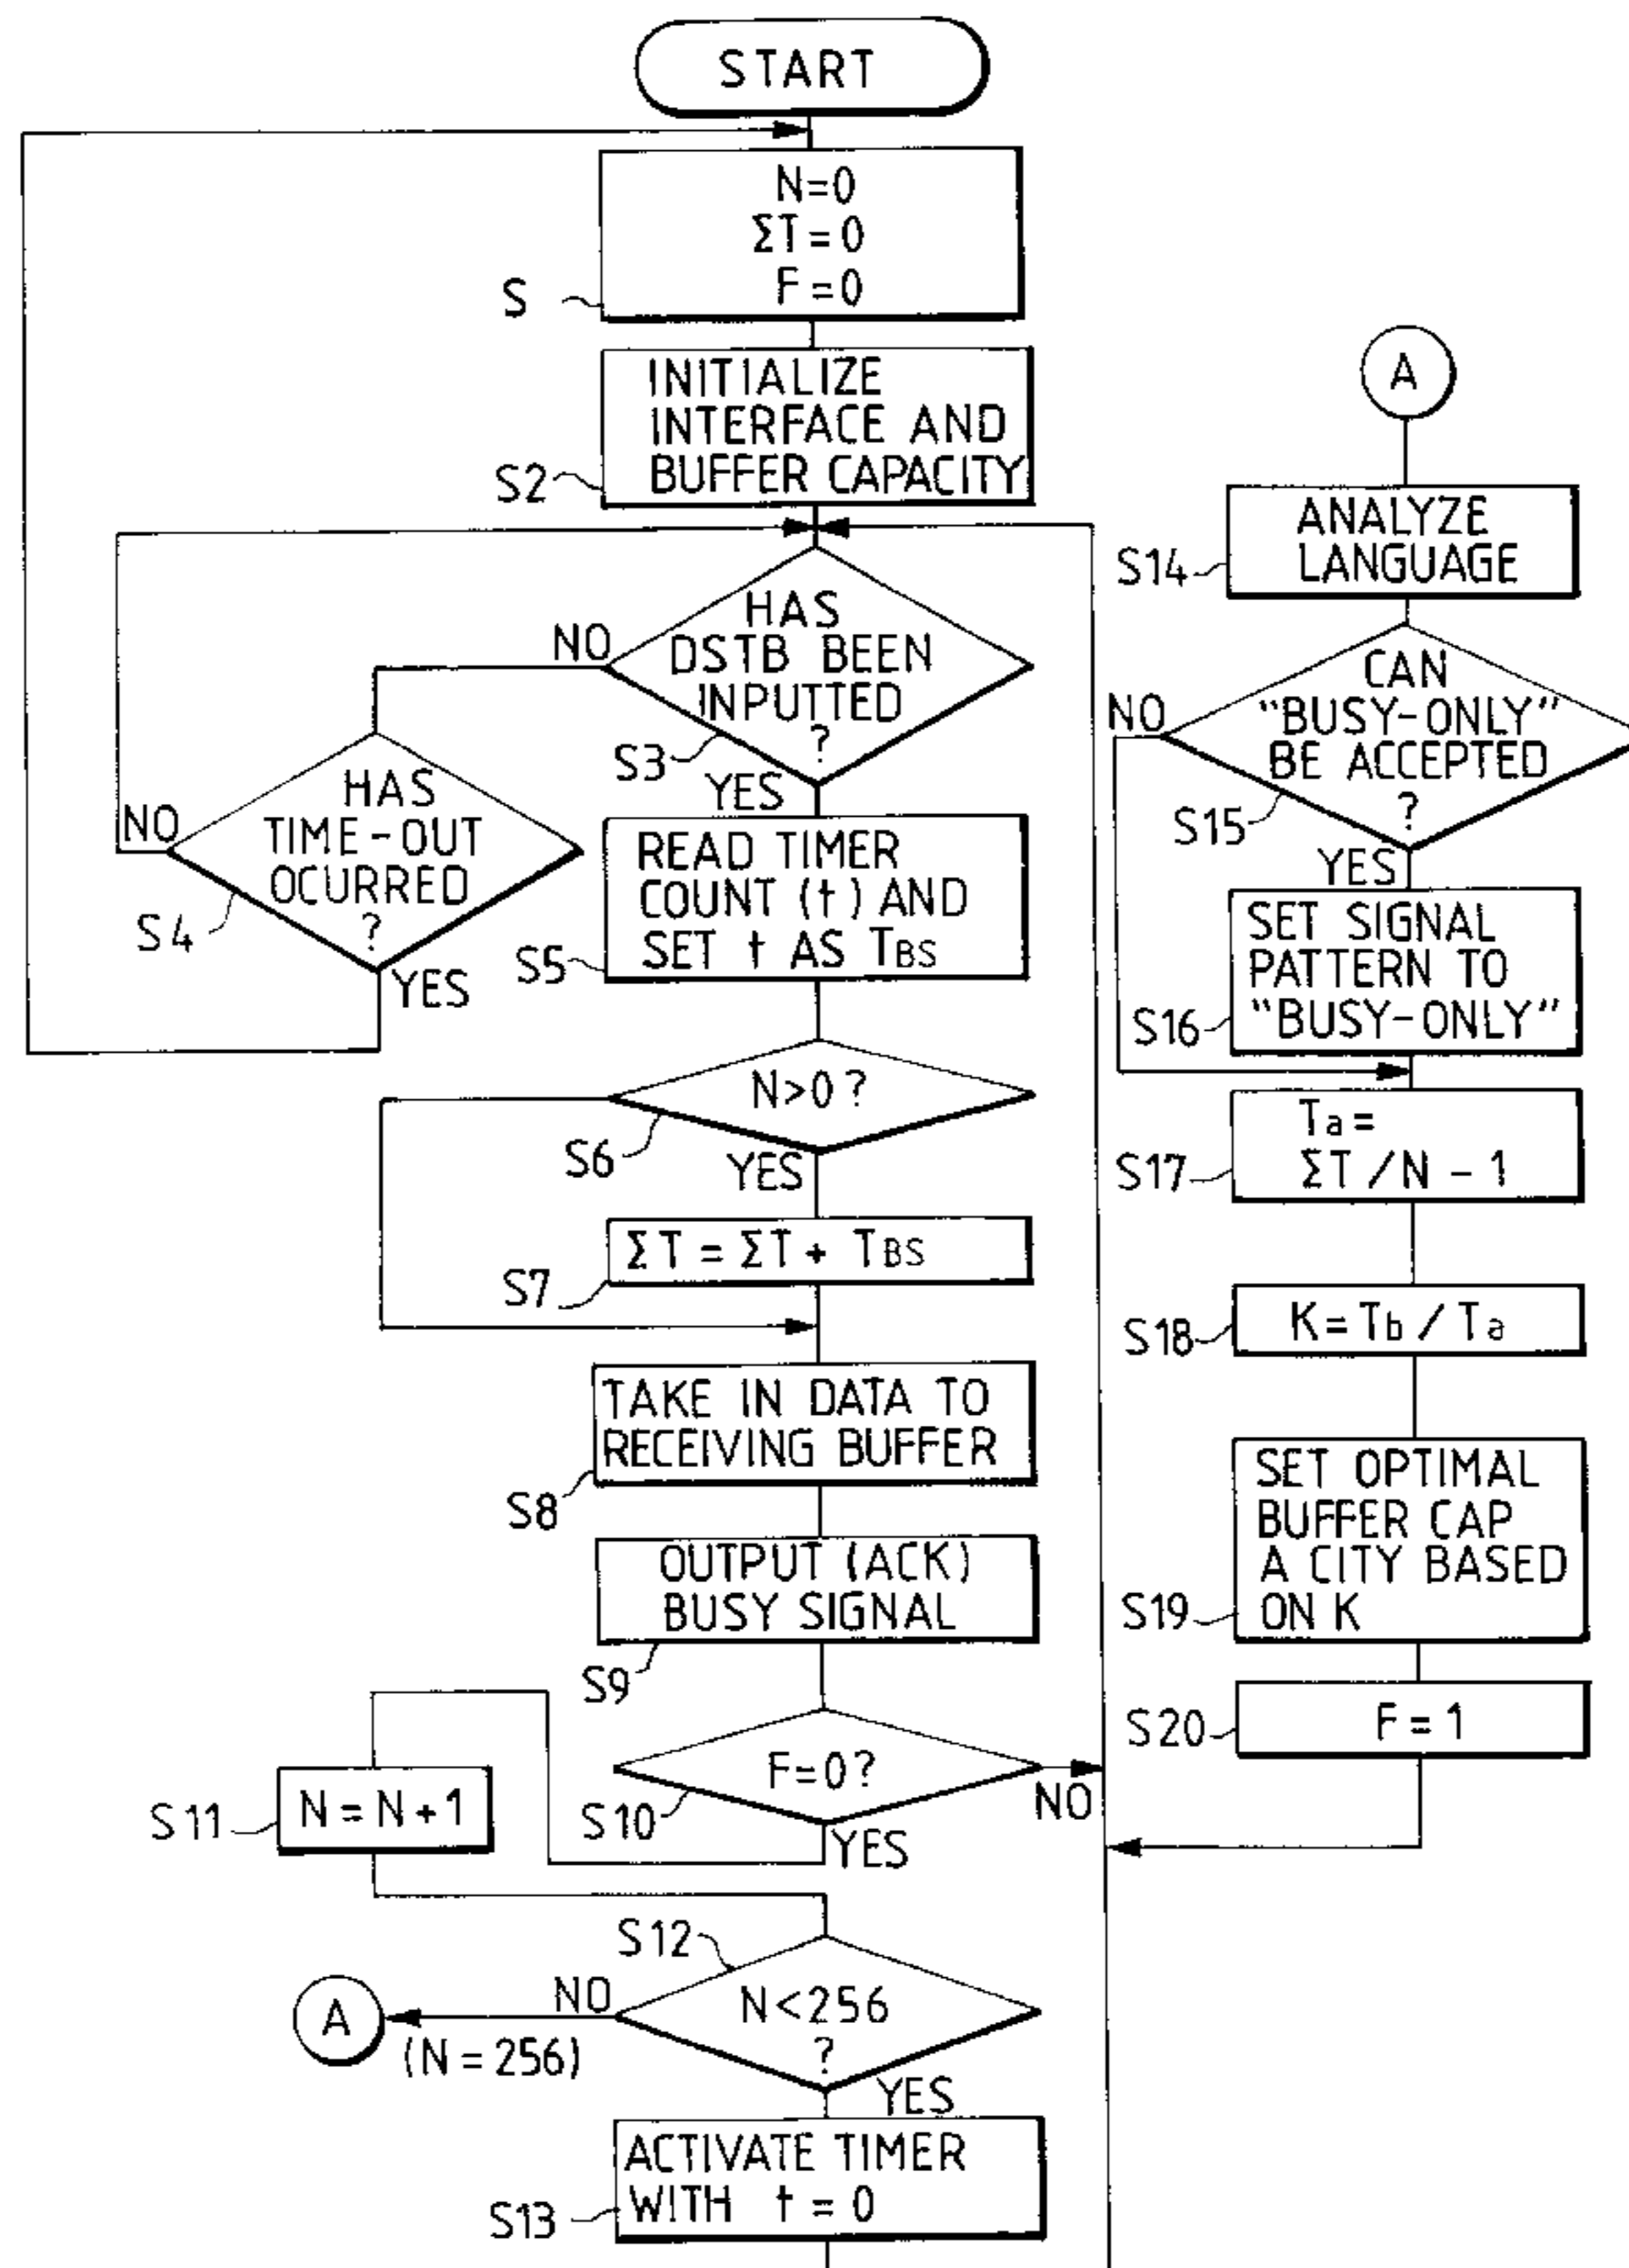 START
N=0
ΣT=0
F=0
S
INITIALIZE
INTERFACE AND
BUFFER CAPACITY
S2
HAS
DSTB BEEN
INPUTTED
?
NO
S3
YES
HAS
TIME-OUT
OCURRED
?
NO
S4
YES
READ TIMER
COUNT (t) AND
SET t AS TBS
S5
N>0?
S6
YES
ΣT=ΣT+TBS
S7
TAKE IN DATA TO
RECEIVING BUFFER
S8
OUTPUT (ACK)
BUSY SIGNAL
S9
F=0?
NO
S10
YES
N=N+1
S11
S12
N<256
?
NO
(N=256)
A
YES
ACTIVATE TIMER
WITH t=0
S13
A
ANALYZE
LANGUAGE
S14
CAN
"BUSY-ONLY"
BE ACCEPTED
?
NO
S15
YES
SET SIGNAL
PATTERN TO
"BUSY-ONLY"
S16
Ta=
ΣT/N-1
S17
K=Tb/Ta
S18
SET OPTIMAL
BUFFER CAP
A CITY BASED
ON K
S19
F=1
S20